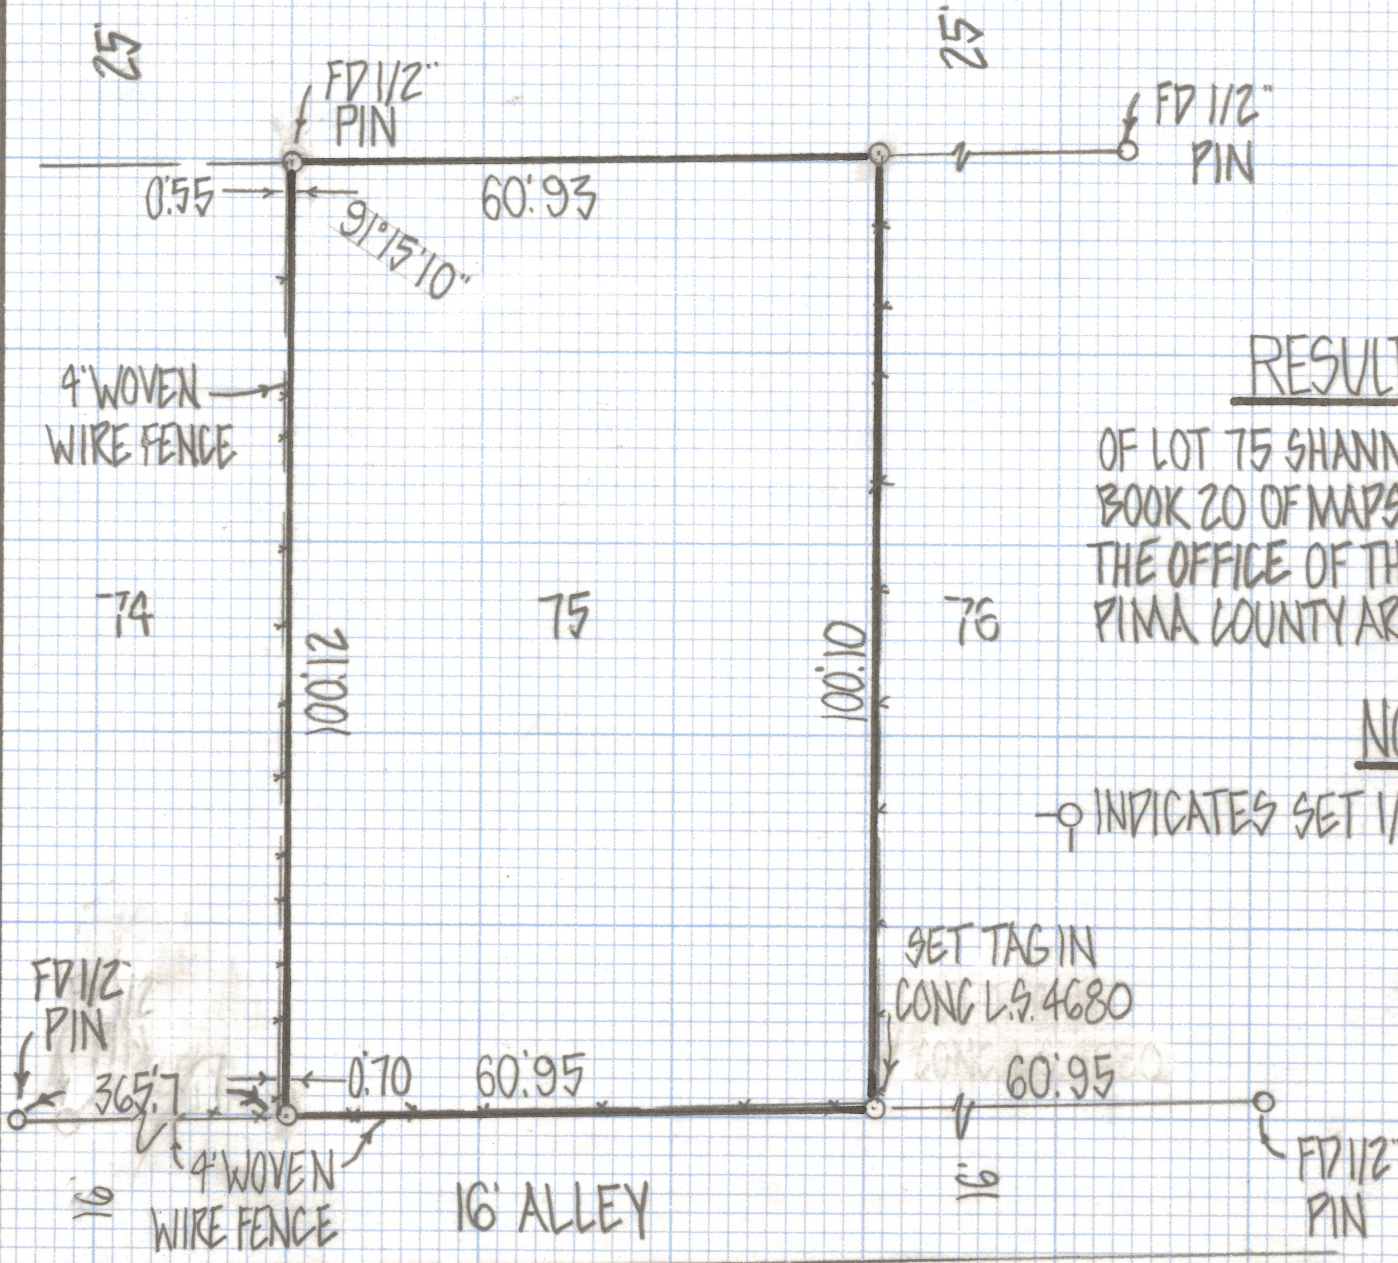 25'
25'
FD 1/2"
PIN
FD 1/2"
PIN
0.'55
60.'93
91°15'10"
4' WOVEN
WIRE FENCE
RESULT
OF LOT 75 SHANN
BOOK 20 OF MAPS
THE OFFICE OF TH
PIMA COUNTY AR
74
75
76
100.'12
100.'10
INDICATES SET 1/
SET TAG IN
CONC L.S. 4680
FD 1/2"
PIN
365.'7
0.'70
60.'95
60.'95
4' WOVEN
WIRE FENCE
16'
16' ALLEY
16'
FD 1/2"
PIN